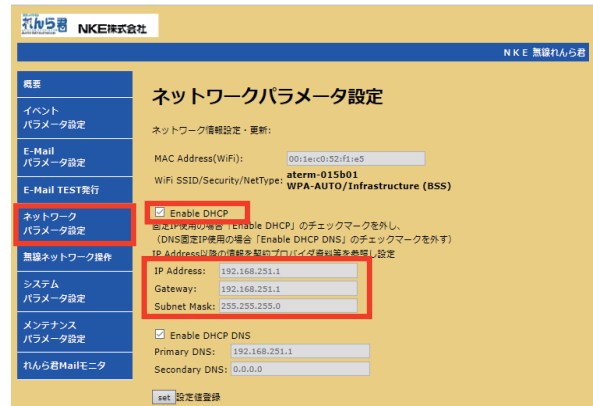 れんら君 NKE株式会社
NKE 無線れんら君
概要
イベント
パラメータ設定
E-Mail
パラメータ設定
E-Mail TEST発行
ネットワーク
パラメータ設定
無線ネットワーク操作
システム
パラメータ設定
メンテナンス
パラメータ設定
れんら君Mailモニタ
ネットワークパラメータ設定
ネットワーク情報設定・更新:
MAC Address(WiFi): 00:1e:c0:52:f1:e5
WiFi SSID/Security/NetType: aterm-015b01
WPA-AUTO/Infrastructure (BSS)
Enable DHCP
固定IP使用の場合「Enable DHCP」のチェックマークを外し、
（DNS固定IP使用の場合「Enable DHCP DNS」のチェックマークを外す）
IP Address以降の情報を契約プロバイダ資料等を参照し設定
IP Address: 192.168.251.1
Gateway: 192.168.251.1
Subnet Mask: 255.255.255.0
Enable DHCP DNS
Primary DNS: 192.168.251.1
Secondary DNS: 0.0.0.0
set 設定値登録